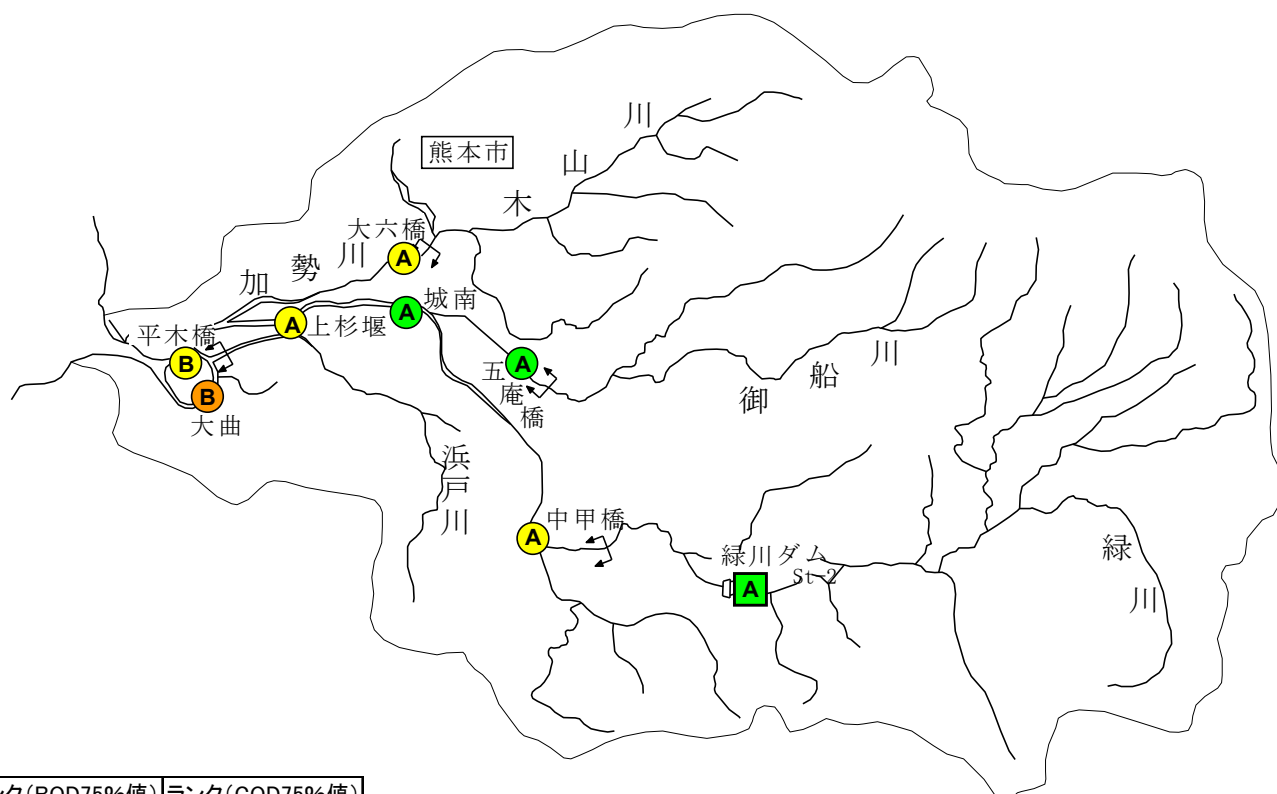 川
山
木
熊本市
大六橋
A
加勢川
城南
A
上杉堰
A
平木橋
B
B
大曲
五庵橋
A
御船川
浜戸川
中甲橋
A
緑川ダム
St-2
A
緑川
ランク(COD75%値)